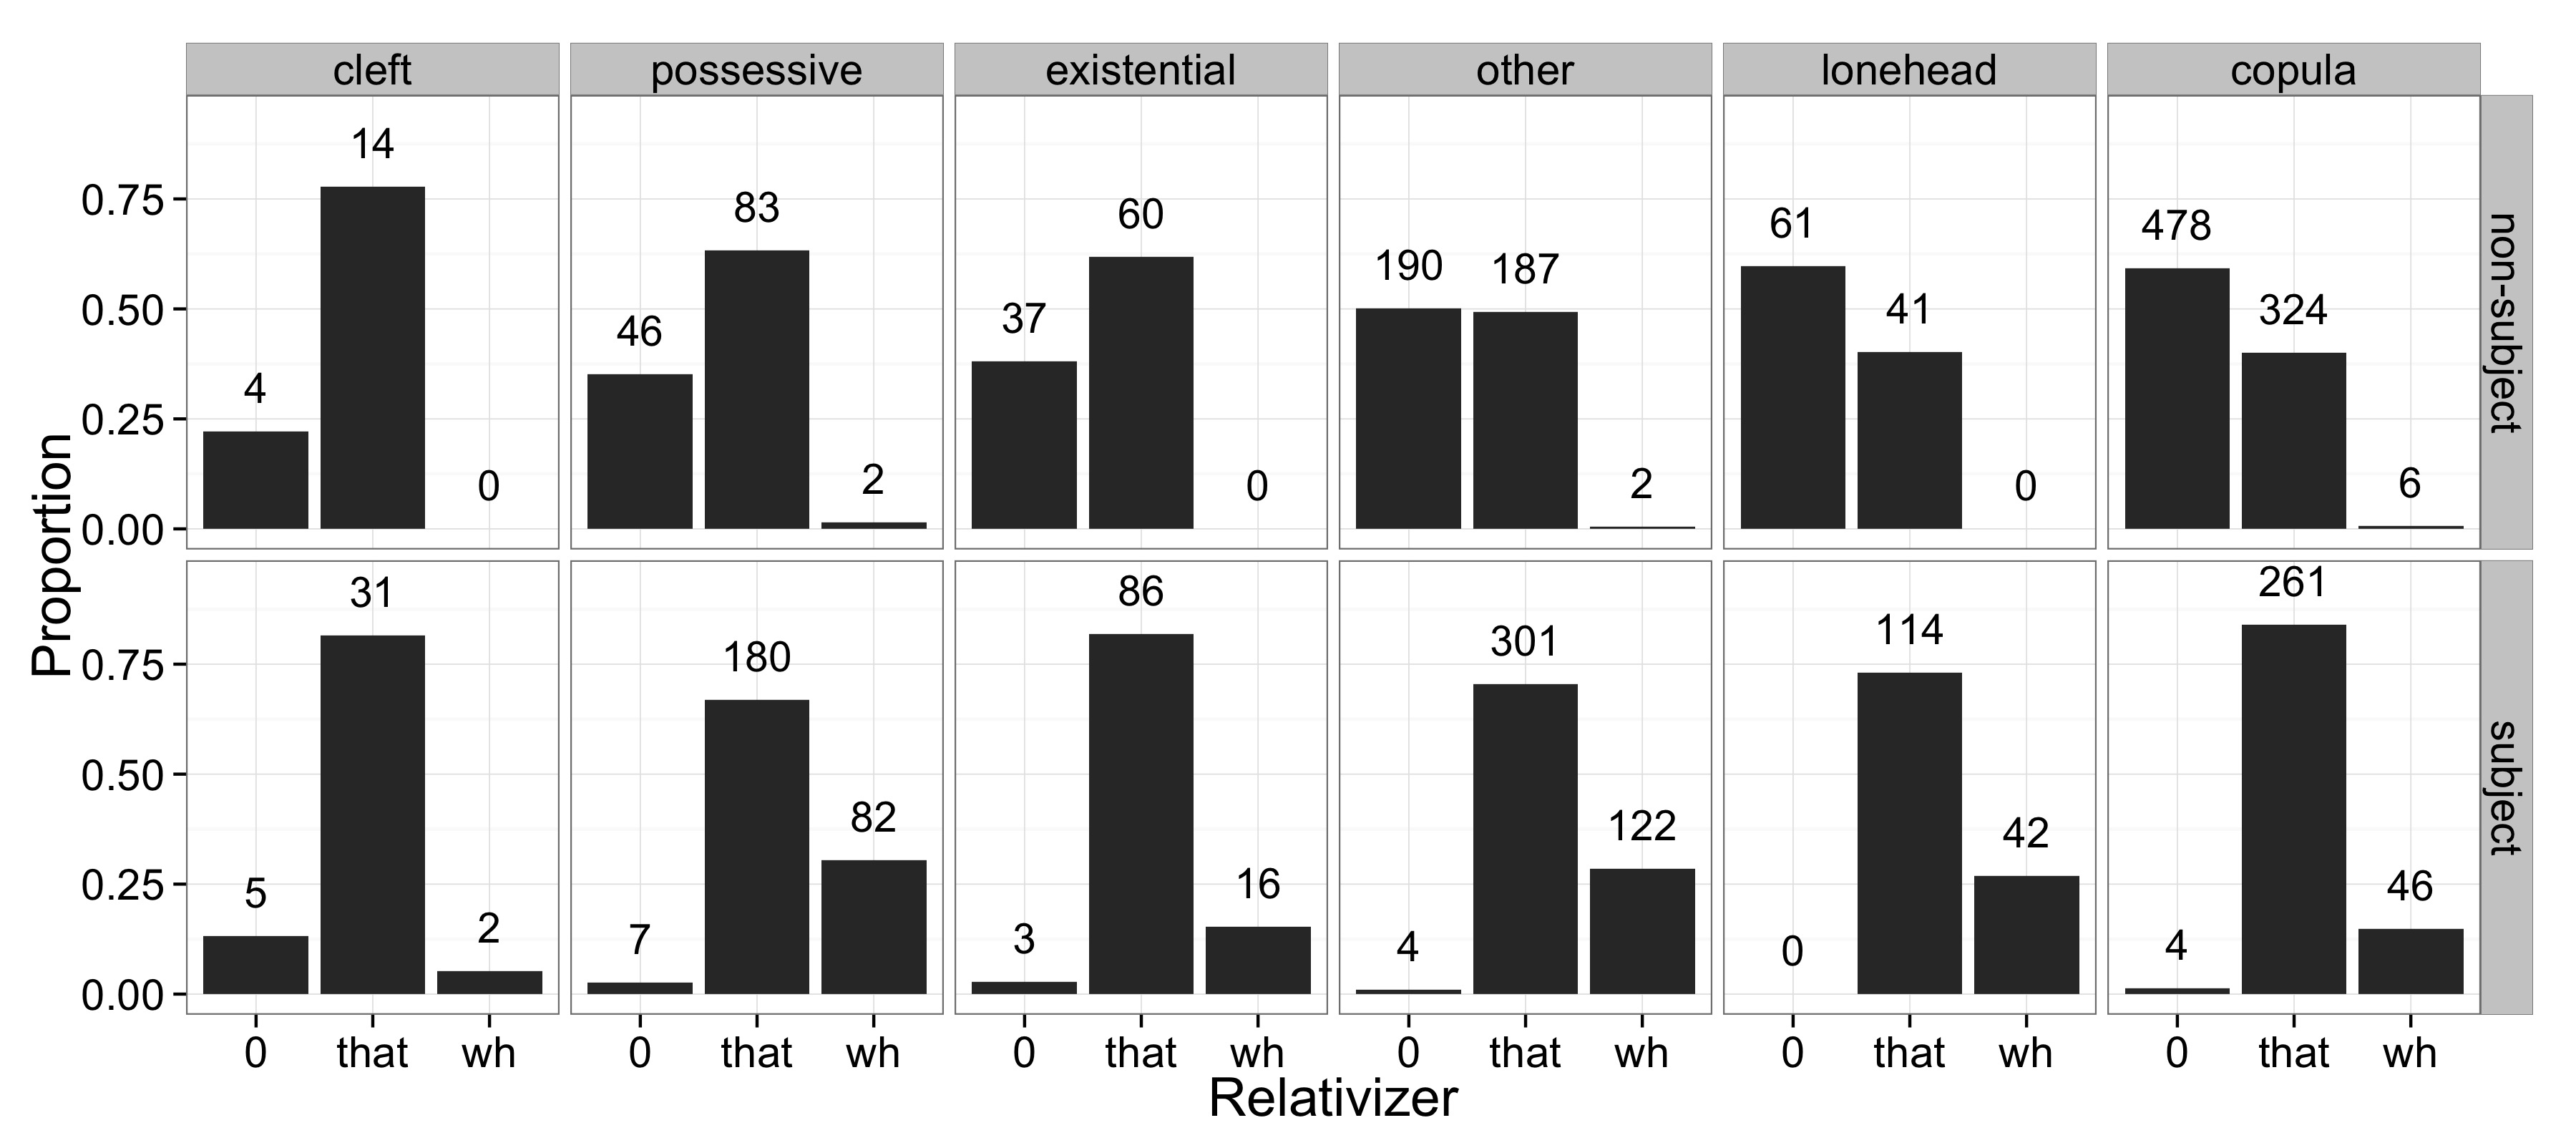 cleft possessive existential other lonehead copula
14
83
60
61
478
190 187
0.75
46
37
41
324
0.50
4
0.25
0 2 0 2 0 6
0.00
non-subject
Proportion
31 86 261
180 301 114
0.75
0.50
82 122 42
5 16 46
0.25
2
7 3 4 0 4
0.00
subject
0 that wh 0 that wh 0 that wh 0 that wh 0 that wh 0 that wh
Relativizer